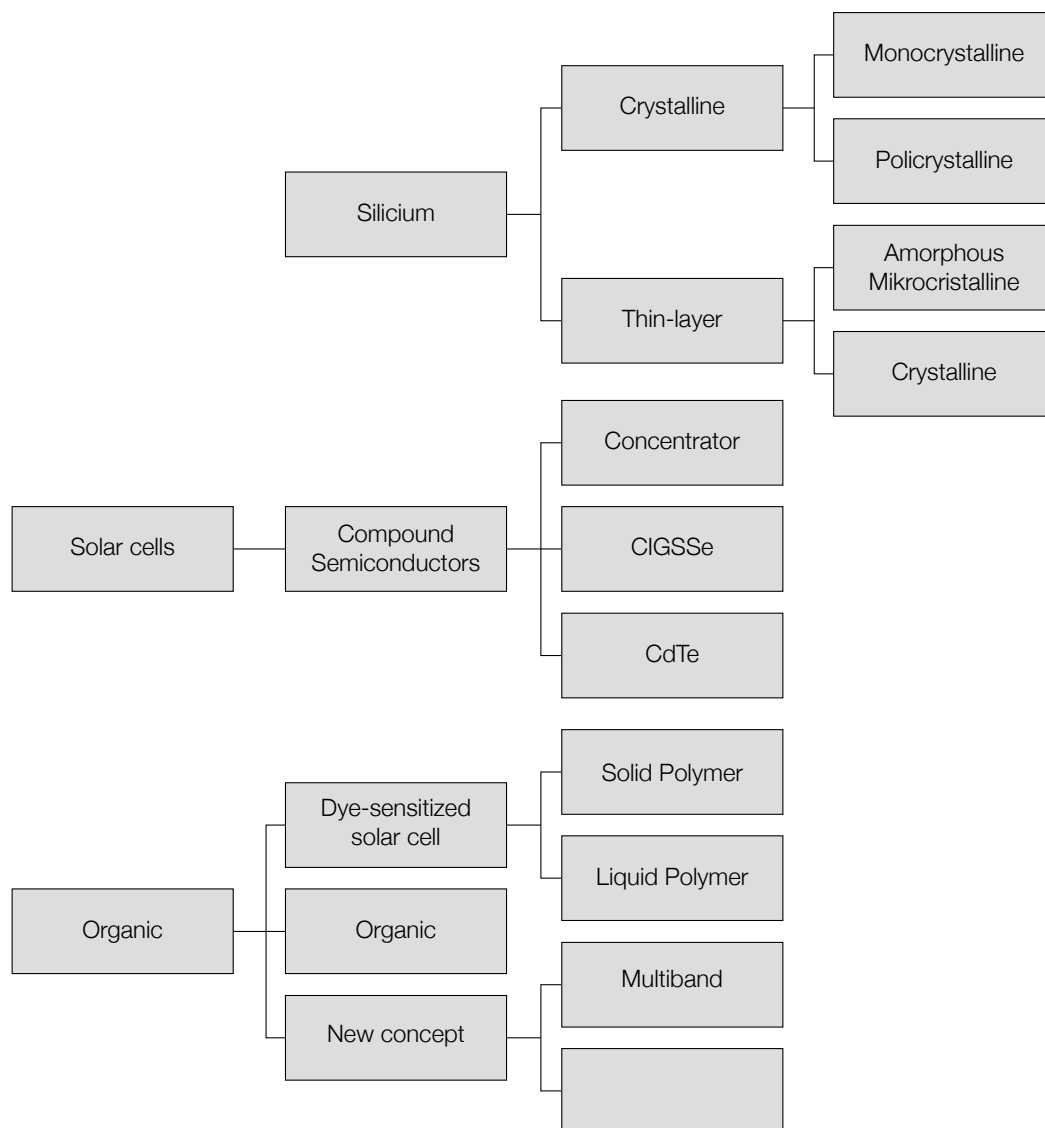 Monocrystalline
Crystalline
Policrystalline
Silicium
Amorphous
Mikrocristalline
Thin-layer
Crystalline
Concentrator
Solar cells
Compound
Semiconductors
CIGSSe
CdTe
Solid Polymer
Dye-sensitized
solar cell
Liquid Polymer
Organic
Organic
Multiband
New concept